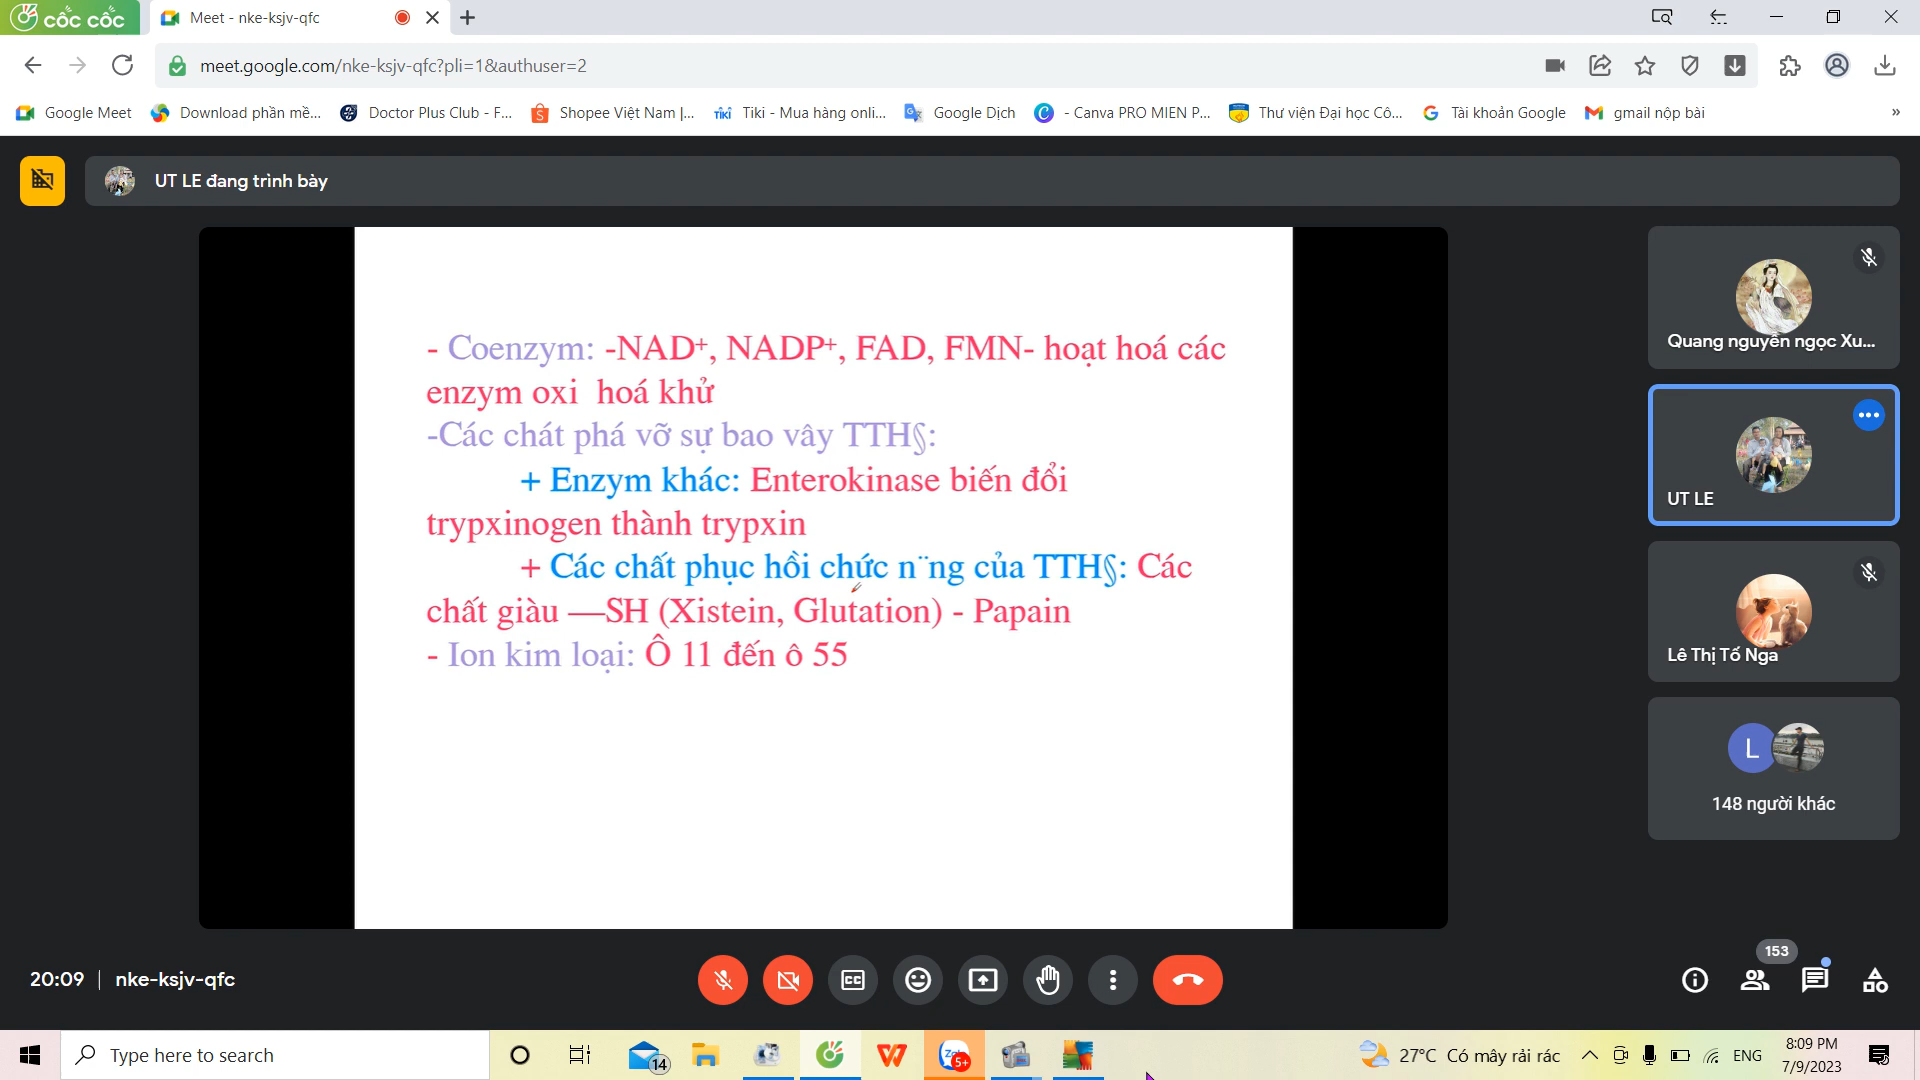 cốc cốc
Meet - nke-ksjv-qfc
meet.google.com/nke-ksjv-qfc?pli=1&authuser=2
Google Meet
Download phần mề...
Doctor Plus Club - F...
Shopee Việt Nam |...
TIKI
Tiki - Mua hàng onli...
Google Dịch
- Canva PRO MIEN P...
Thư viện Đại học Cô...
Tài khoản Google
gmail nộp bài
»
UT LE đang trình bày
- Coenzym: -NAD⁺, NADP⁺, FAD, FMN- hoạt hoá các
enzym oxi hoá khử
-Các chát phá vỡ sự bao vây TTH§:
+ Enzym khác: Enterokinase biến đổi
trypxinogen thành trypxin
+ Các chất phục hồi chức n¨ng của TTH§: Các
chất giàu —SH (Xistein, Glutation) - Papain
- Ion kim loại: Ô 11 đến ô 55
Quang nguyễn ngọc Xu...
UT LE
Lê Thị Tố Nga
L
148 người khác
20:09 | nke-ksjv-qfc
CC
153
Type here to search
14
5+
27°C Có mây rải rác
ENG
8:09 PM
7/9/2023